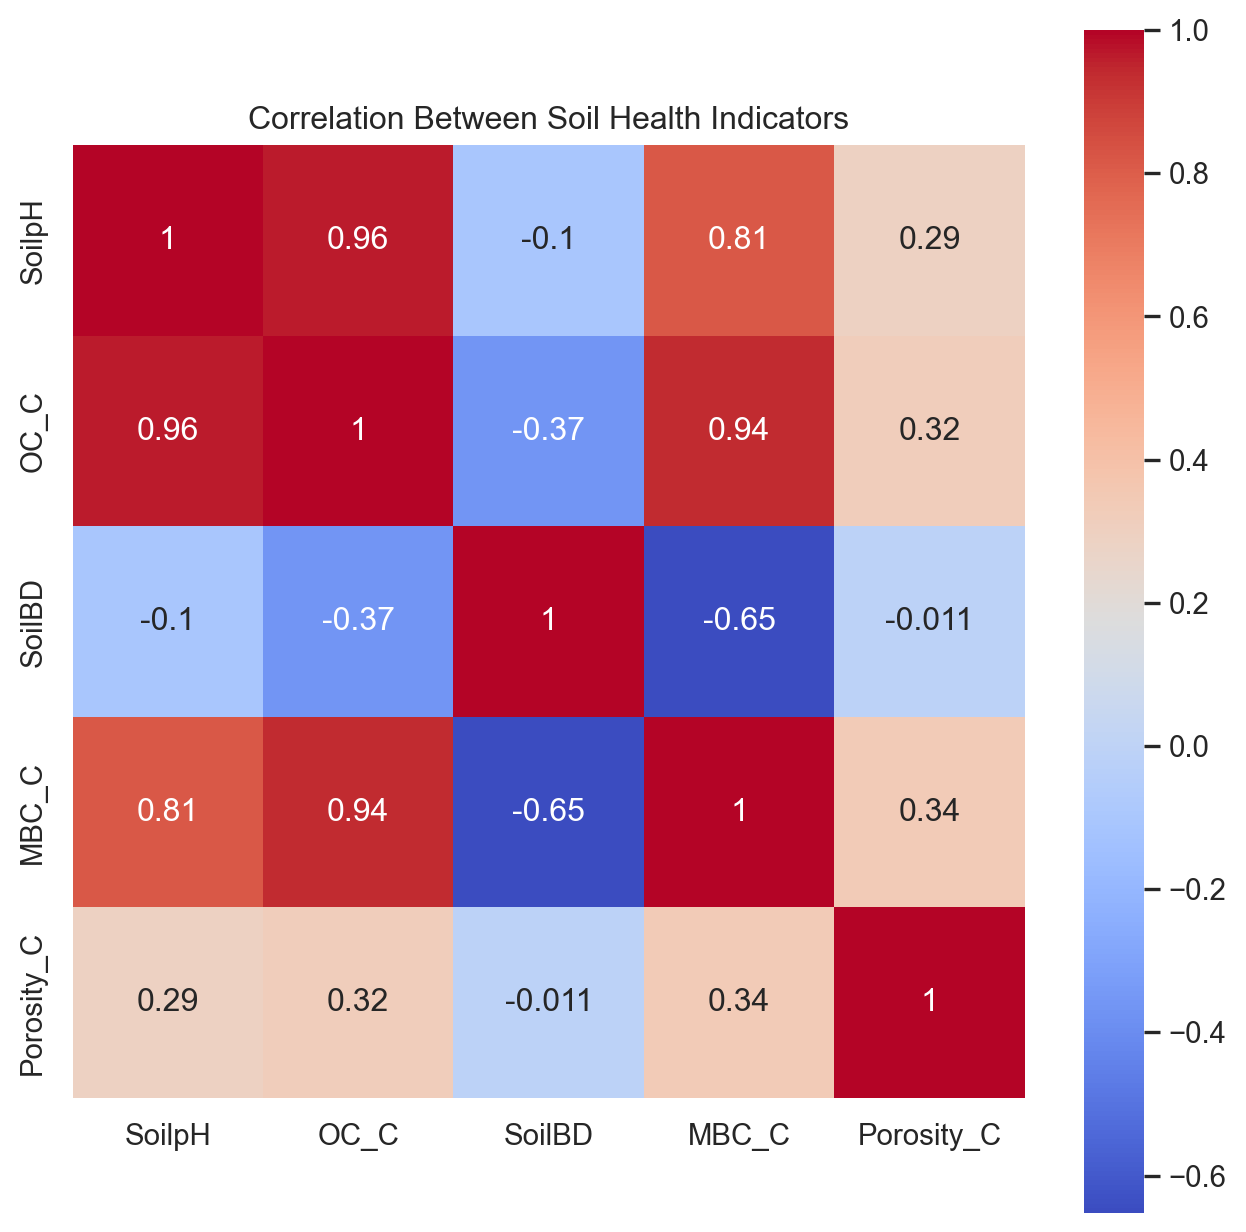 Correlation Between Soil Health Indicators
SoilpH 1 0.96 -0.1 0.81 0.29
OC_C 0.96 1 -0.37 0.94 0.32
SoilBD -0.1 -0.37 1 -0.65 -0.011
MBC_C 0.81 0.94 -0.65 1 0.34
Porosity_C 0.29 0.32 -0.011 0.34 1
SoilpH OC_C SoilBD MBC_C Porosity_C
1.0
0.8
0.6
0.4
0.2
0.0
−0.2
−0.4
−0.6